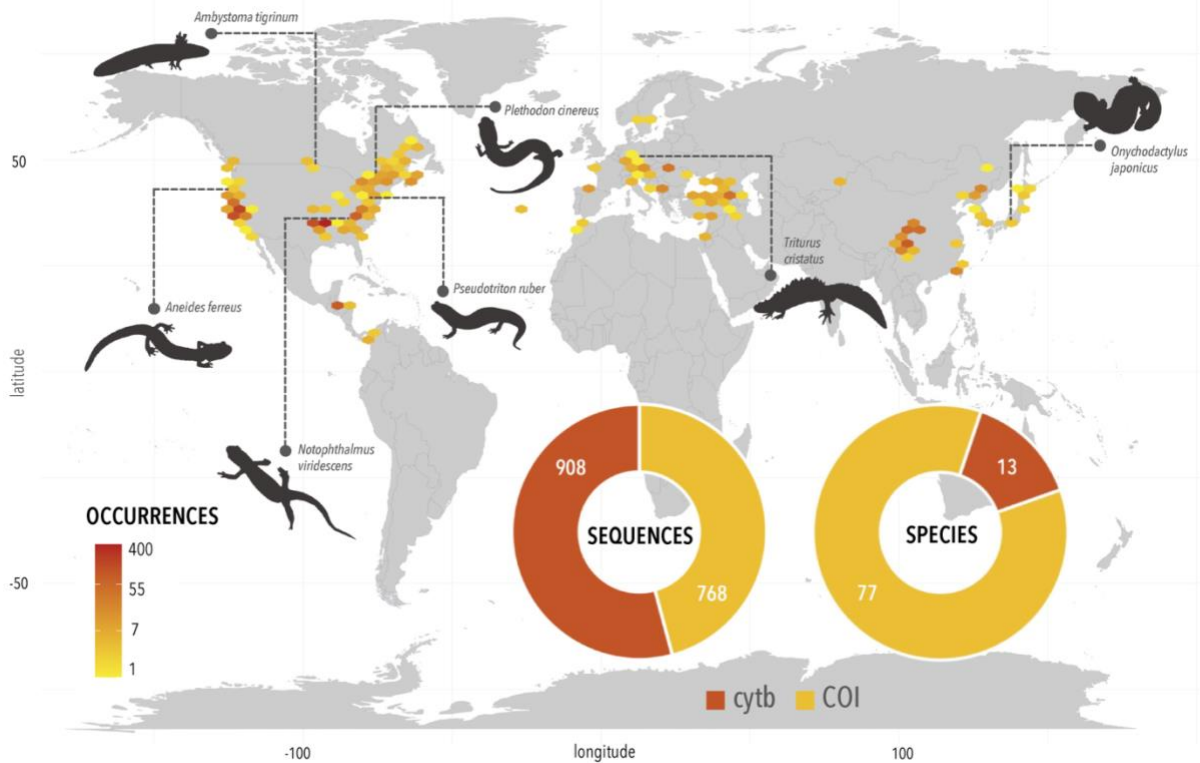 Ambystoma tigrinum
Plethodon cinereus
Onychodactylus
japonicus
50
Aneides ferreus
Pseudotriton ruber
Triturus
cristatus
latitude
Notophthalmus
viridescens
OCCURRENCES
400
55
7
1
908
SEQUENCES
768
13
SPECIES
77
-50
cytb
COI
-100
longitude
100